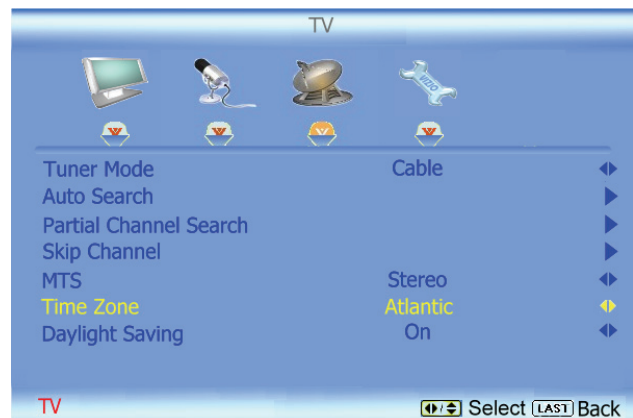 TV
VIZIO
Tuner Mode Cable
Auto Search
Partial Channel Search
Skip Channel
MTS Stereo
Time Zone Atlantic
Daylight Saving On
TV Select LAST Back